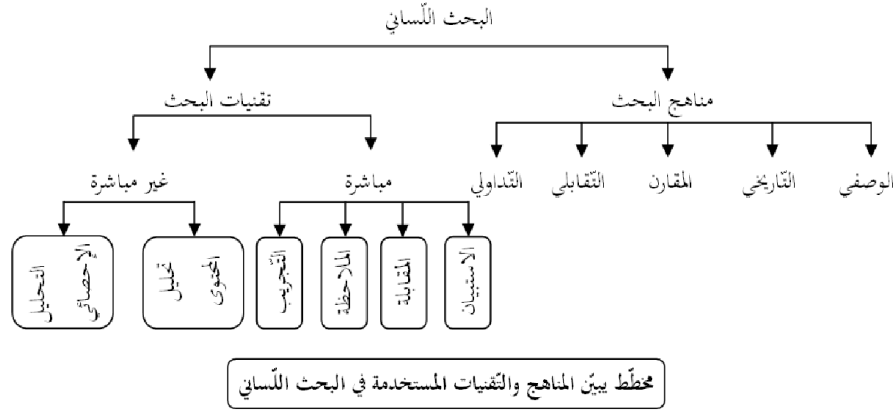 البحث اللّساني
مناهج البحث
تقنيات البحث
الوصفي
التّاريخي
المقارن
التّقابلي
التّداولي
مباشرة
غير مباشرة
الاستبيان
المقابلة
الملاحظة
التّجريب
تحليل
المحتوى
التحليل
الإحصائي
مخطّط يبيّن المناهج والتّقنيات المستخدمة في البحث اللّساني